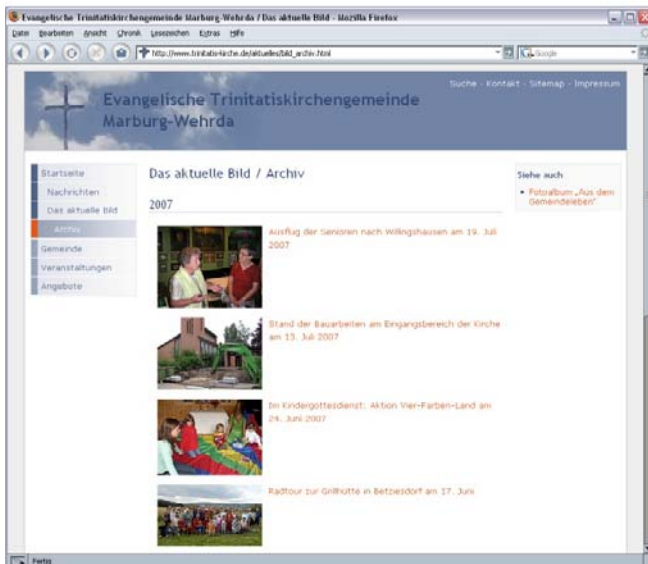 Evangelische Trinitatiskirchengemeinde Marburg-Wehrda / Das aktuelle Bild - Mozilla Firefox
Datei Bearbeiten Ansicht Chronik Lesezeichen Extras Hilfe
http://www.trinitatis-kirche.de/aktuelles/bild_archiv.html
Google
Suche - Kontakt - Sitemap - Impressum
Evangelische Trinitatiskirchengemeinde
Marburg-Wehrda
Startseite
Nachrichten
Das aktuelle Bild
Archiv
Gemeinde
Veranstaltungen
Angebote
Das aktuelle Bild / Archiv
2007
Ausflug der Senioren nach Willingshausen am 19. Juli
2007
Stand der Bauarbeiten am Eingangsbereich der Kirche
am 13. Juli 2007
Im Kindergottesdienst: Aktion Vier-Farben-Land am
24. Juni 2007
Radtour zur Grillhütte in Betziesdorf am 17. Juni
Siehe auch
Fotoalbum „Aus dem
Gemeindeleben“
Fertig